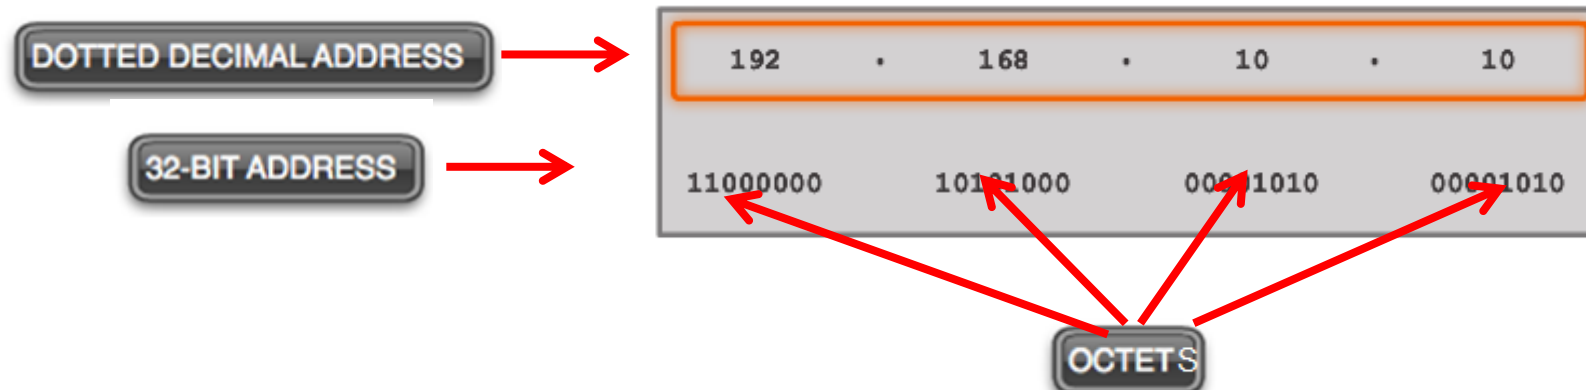 DOTTED DECIMAL ADDRESS
192 . 168 . 10 . 10
32-BIT ADDRESS
11000000 10101000 00001010 00001010
OCTETS